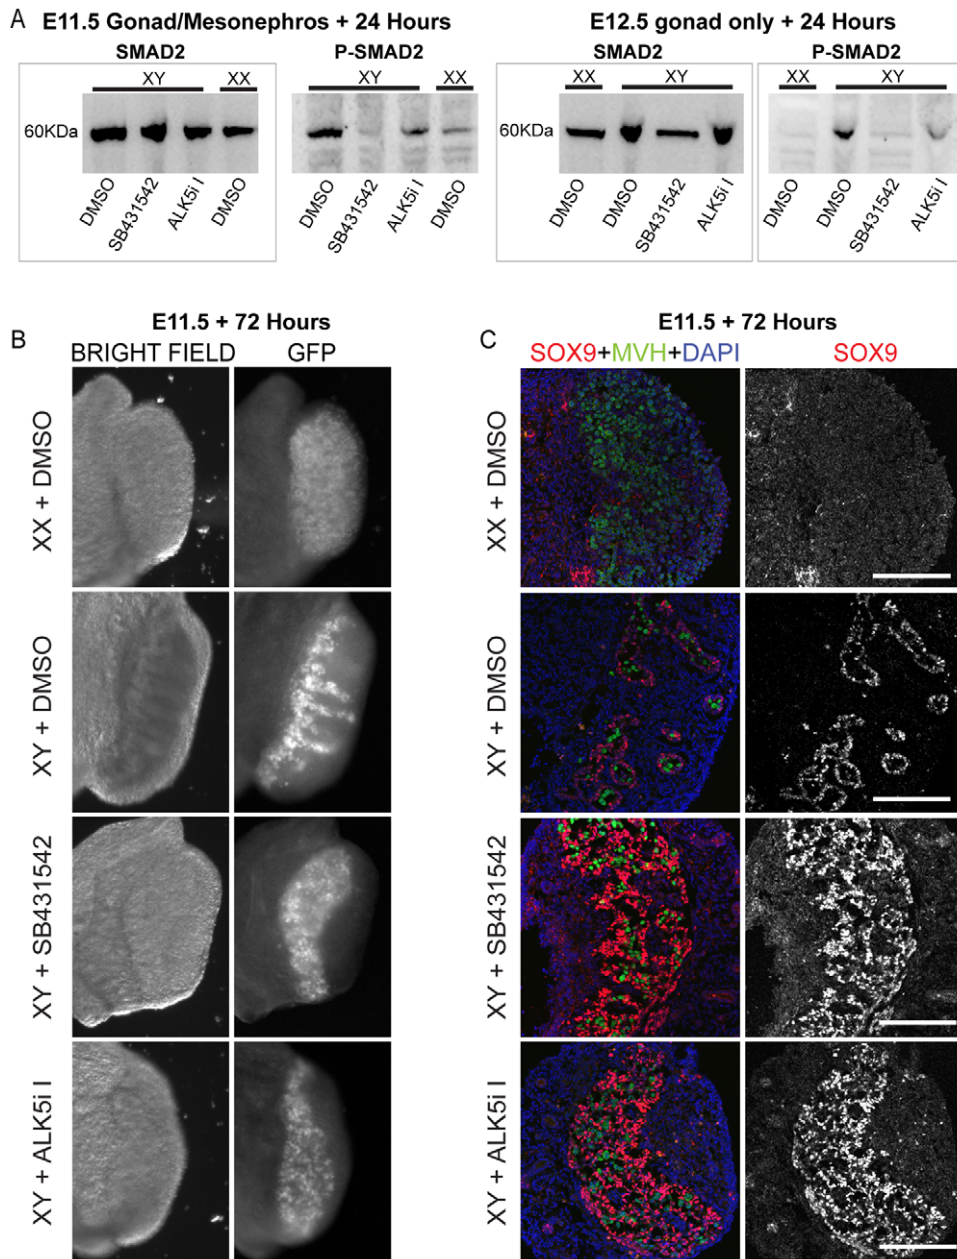 A
E11.5 Gonad/Mesonephros + 24 Hours
E12.5 gonad only + 24 Hours
SMAD2
P-SMAD2
SMAD2
P-SMAD2
XY
XX
XY
XX
XX
XY
XX
XY
60KDa
60KDa
DMSO
SB431542
ALK5i I
DMSO
DMSO
SB431542
ALK5i I
DMSO
DMSO
DMSO
SB431542
ALK5i I
DMSO
DMSO
SB431542
ALK5i I
B
E11.5 + 72 Hours
BRIGHT FIELD
GFP
XX + DMSO
XY + DMSO
XY + SB431542
XY + ALK5i I
C
E11.5 + 72 Hours
SOX9+MVH+DAPI
SOX9
XX + DMSO
XY + DMSO
XY + SB431542
XY + ALK5i I